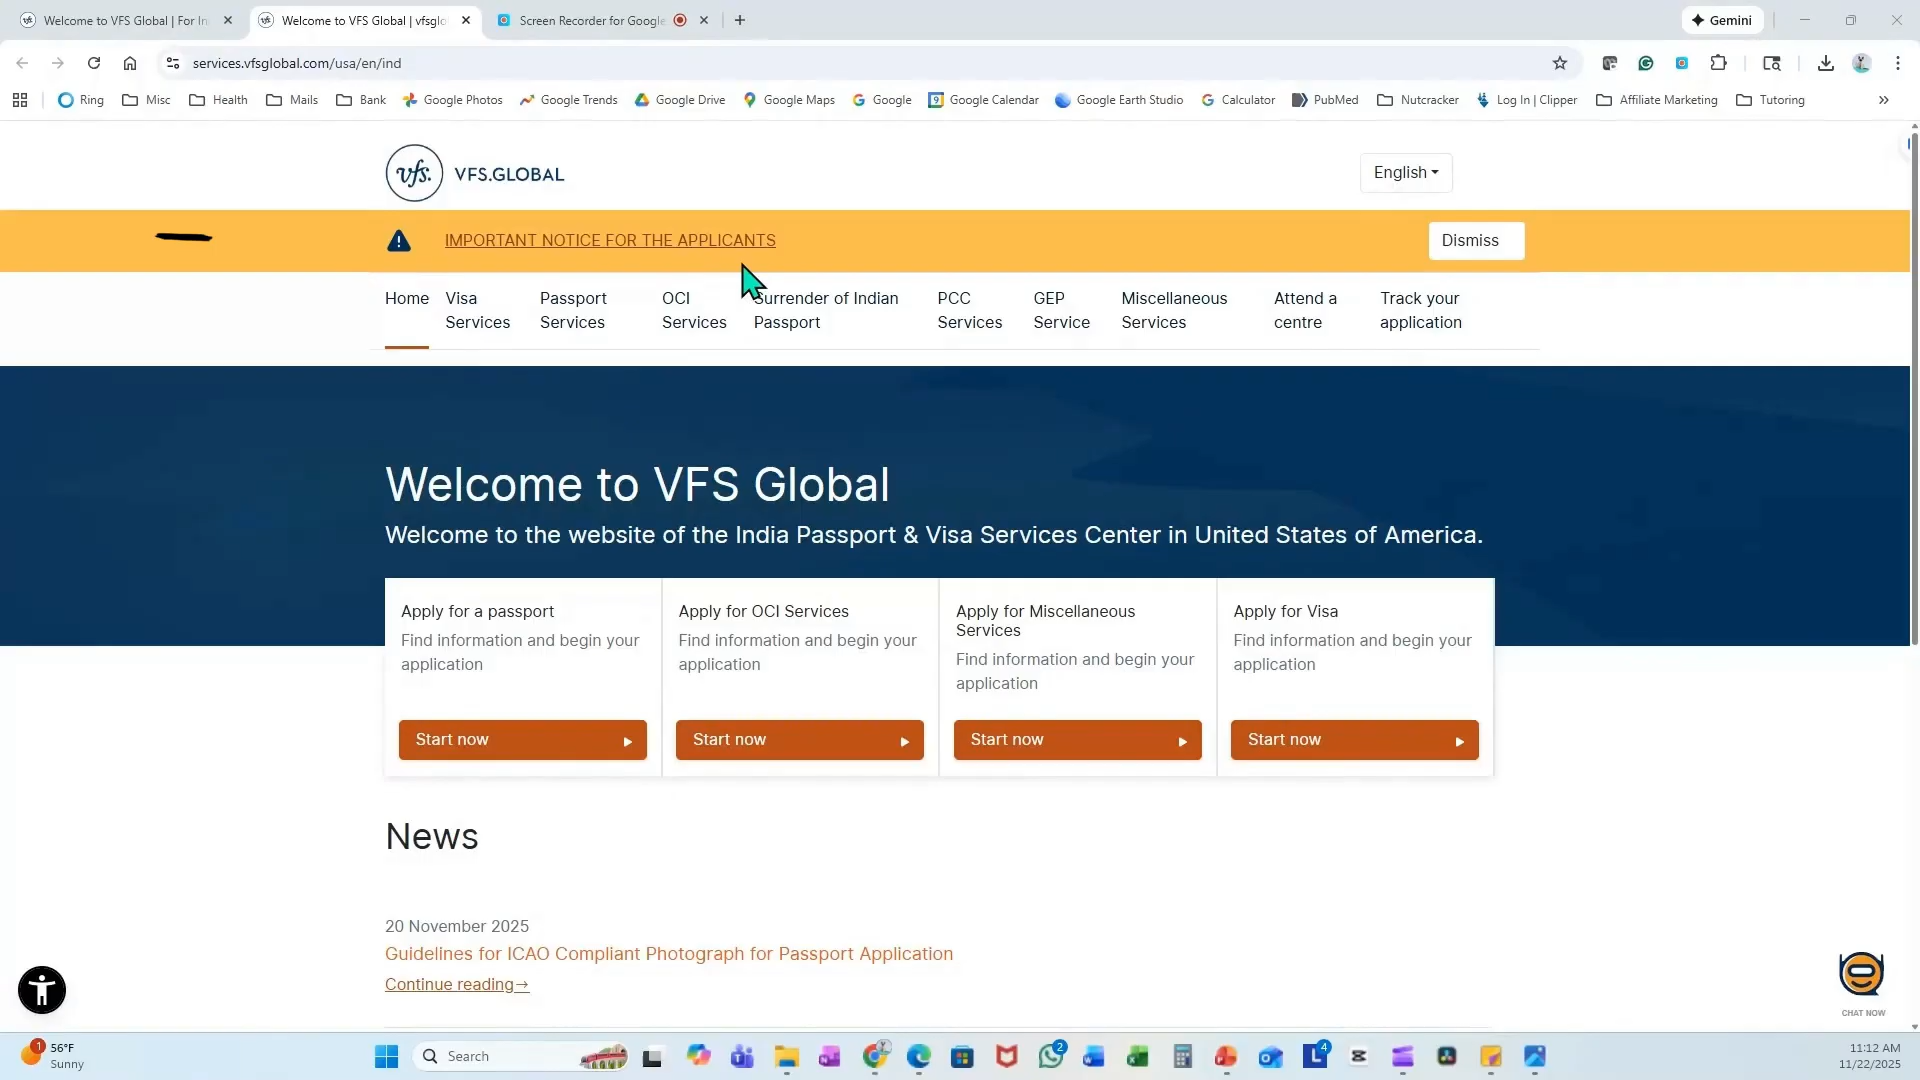 Welcome to VFS Global | For In
Welcome to VFS Global | vfsglo
Screen Recorder for Google
Gemini
services.vfsglobal.com/usa/en/ind
Ring
Misc
Health
Mails
Bank
Google Photos
Google Trends
Google Drive
Google Maps
Google
Google Calendar
Google Earth Studio
Calculator
PubMed
Nutcracker
Log In | Clipper
Affiliate Marketing
Tutoring
vfs. VFS.GLOBAL
English
IMPORTANT NOTICE FOR THE APPLICANTS
Dismiss
Home
Visa Services
Passport Services
OCI Services
Surrender of Indian Passport
PCC Services
GEP Service
Miscellaneous Services
Attend a centre
Track your application
Welcome to VFS Global
Welcome to the website of the India Passport & Visa Services Center in United States of America.
Apply for a passport
Find information and begin your
application
Start now
Apply for OCI Services
Find information and begin your
application
Start now
Apply for Miscellaneous
Services
Find information and begin your
application
Start now
Apply for Visa
Find information and begin your
application
Start now
News
20 November 2025
Guidelines for ICAO Compliant Photograph for Passport Application
Continue reading→
CHAT NOW
1
56°F
Sunny
Search
2
4
11:12 AM
11/22/2025